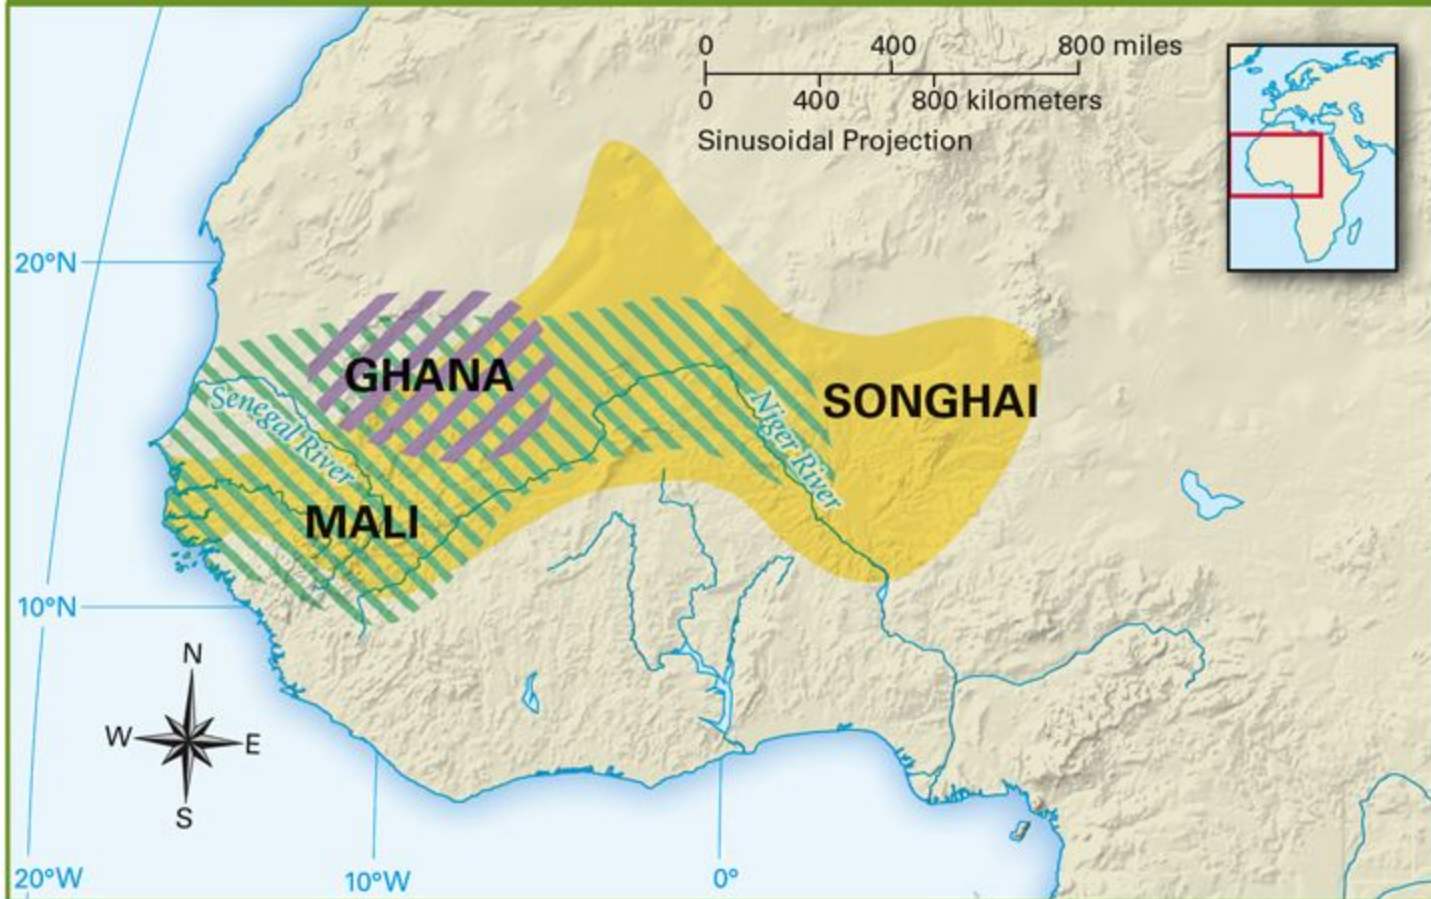 0 400 800 miles
0 400 800 kilometers
Sinusoidal Projection
20°N
GHANA
SONGHAI
Senegal River
Niger River
MALI
10°N
N
W E
S
20°W 10°W 0°